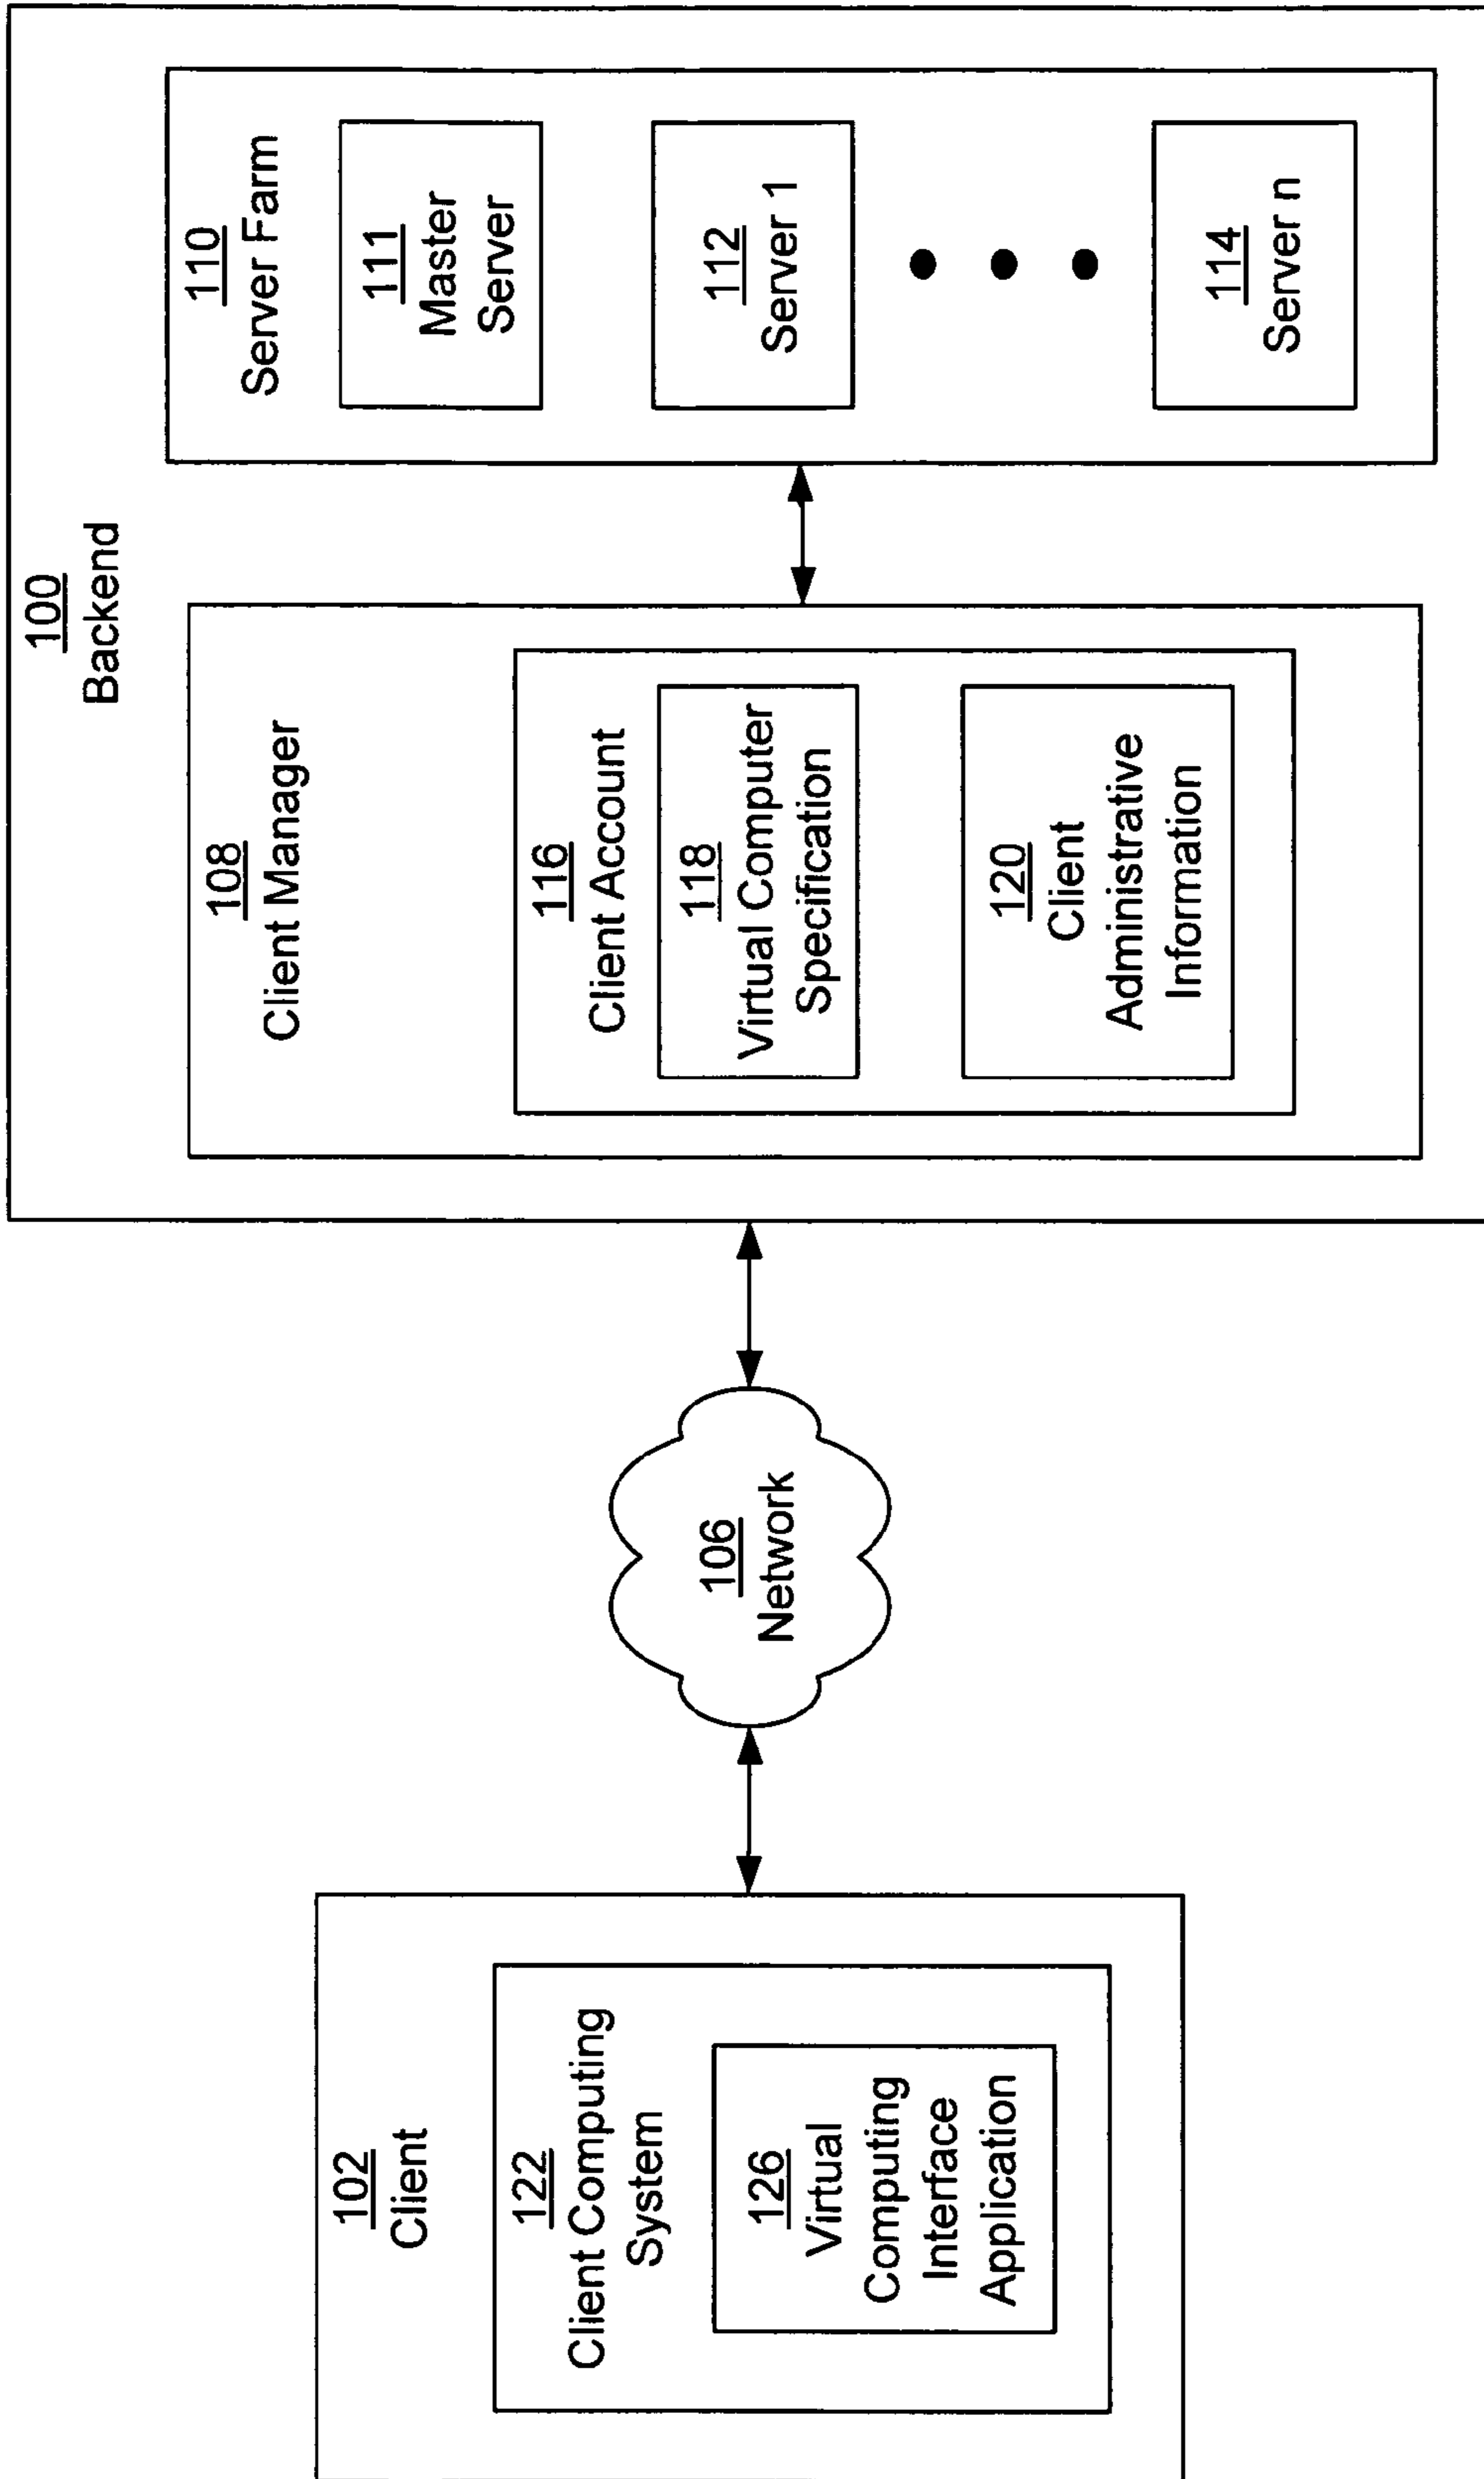 102
Client
122
Client Computing
System
126
Virtual
Computing
Interface
Application
106
Network
100
Backend
108
Client Manager
116
Client Account
118
Virtual Computer
Specification
120
Client
Administrative
Information
110
Server Farm
111
Master
Server
112
Server 1
114
Server n